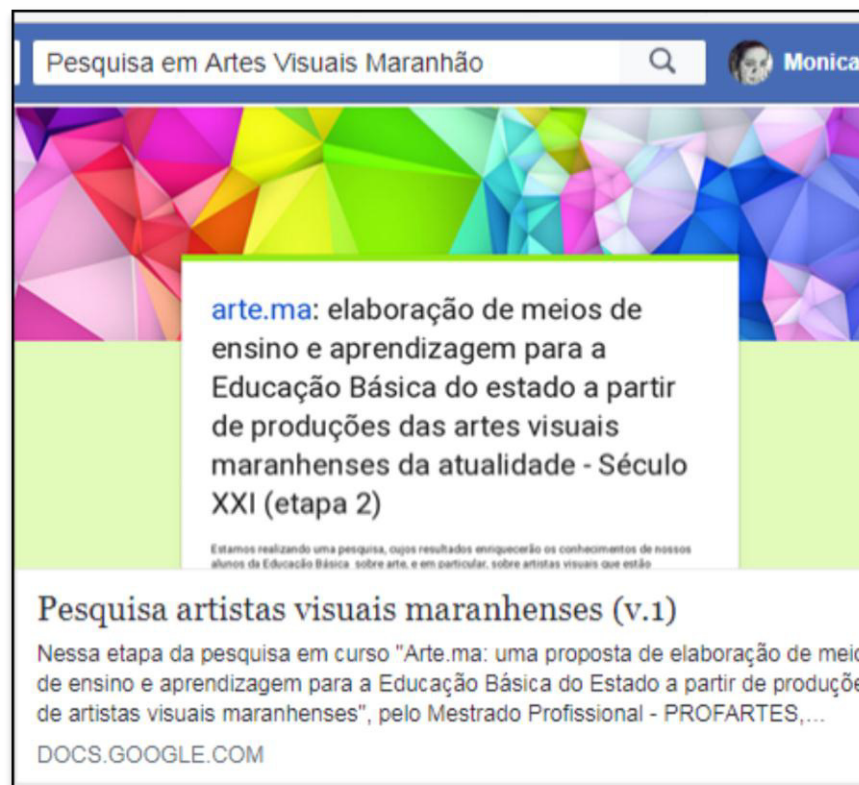 Pesquisa em Artes Visuais Maranhão
Monica
arte.ma: elaboração de meios de
ensino e aprendizagem para a
Educação Básica do estado a partir
de produções das artes visuais
maranhenses da atualidade - Século
XXI (etapa 2)
Estamos realizando uma pesquisa, cujos resultados enriquecerão os conhecimentos de nossos
alunos da Educação Básica sobre arte, e em particular, sobre artistas visuais que estão
Pesquisa artistas visuais maranhenses (v.1)
Nessa etapa da pesquisa em curso "Arte.ma: uma proposta de elaboração de meio
de ensino e aprendizagem para a Educação Básica do Estado a partir de produçõe
de artistas visuais maranhenses", pelo Mestrado Profissional - PROFARTES,...
DOCS.GOOGLE.COM